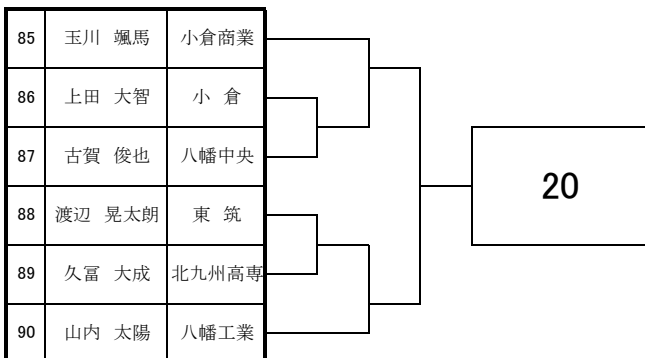 85 玉川 颯馬 小倉商業
86 上田 大智 小 倉
87 古賀 俊也 八幡中央
20
88 渡辺 晃太朗 東 筑
89 久冨 大成 北九州高専
90 山内 太陽 八幡工業